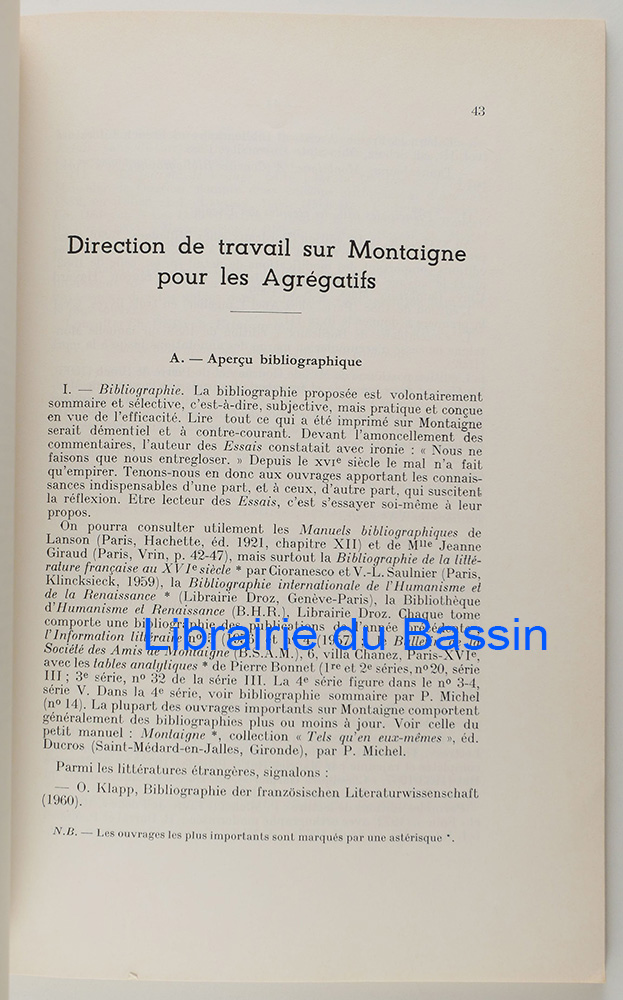 43
Direction de travail sur Montaigne
pour les Agrégatifs
A. — Aperçu bibliographique
I. — Bibliographie. La bibliographie proposée est volontairement
sommaire et sélective, c'est-à-dire, subjective, mais pratique et conçue
en vue de l'efficacité. Lire tout ce qui a été imprimé sur Montaigne
serait démentiel et à contre-courant. Devant l'amoncellement des
commentaires, l'auteur des Essais constatait avec ironie : « Nous ne
faisons que nous entregloser. » Depuis le XVIe siècle le mal n'a fait
qu'empirer. Tenons-nous en donc aux ouvrages apportant les connais-
sances indispensables d'une part, et à ceux, d'autre part, qui suscitent
la réflexion. Etre lecteur des Essais, c'est s'essayer soi-même à leur
propos.
On pourra consulter utilement les Manuels bibliographiques de
Lanson (Paris, Hachette, éd. 1921, chapitre XII) et de Mlle Jeanne
Giraud (Paris, Vrin, p. 42-47), mais surtout la Bibliographie de la litté-
rature française au XVIe siècle * par Cioranesco et V.-L. Saulnier (Paris,
Klincksieck, 1959), la Bibliographie internationale de l'Humanisme et
de la Renaissance * (Librairie Droz, Genève-Paris), la Bibliothèque
d'Humanisme et Renaissance (B.H.R.), Librairie Droz. Chaque tome
comporte une bibliographie des publications de l'année
l'Information littéraire
Librairie du Bassin
Société des Amis de Montaigne (B.S.A.M.), 6, villa Chanez, Paris-XVIe,
avec les tables analytiques * de Pierre Bonnet (1re et 2e séries, no 20, série
III ; 3e série, no 32 de la série III. La 4e série figure dans le no 3-4,
série V. Dans la 4e série, voir bibliographie sommaire par P. Michel
(no 14). La plupart des ouvrages importants sur Montaigne comportent
généralement des bibliographies plus ou moins à jour. Voir celle du
petit manuel : Montaigne *, collection « Tels qu'en eux-mêmes », éd.
Ducros (Saint-Médard-en-Jalles, Gironde), par P. Michel.
Parmi les littératures étrangères, signalons :
— O. Klapp, Bibliographie der französischen Literaturwissenschaft
(1960).
N.B. — Les ouvrages les plus importants sont marqués par une astérisque *.